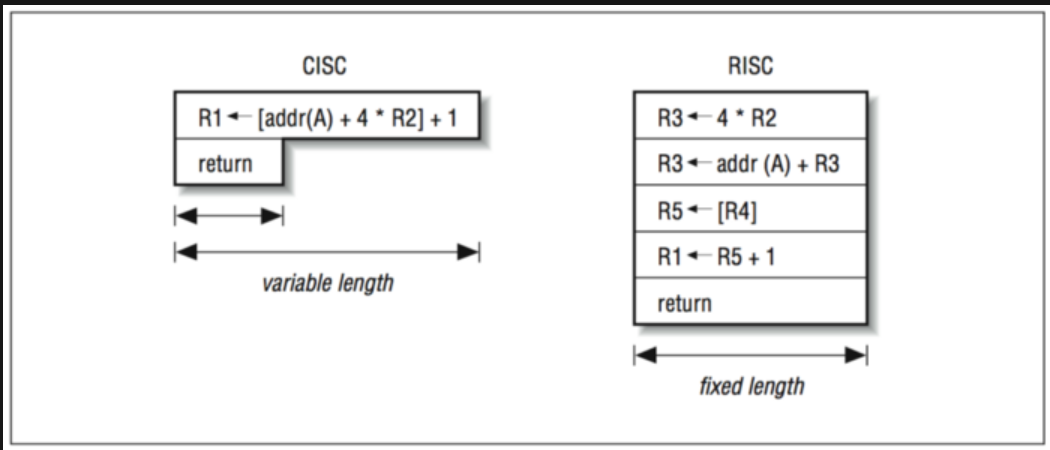 CISC
R1 ← [addr(A) + 4 * R2] + 1
return
variable length
RISC
R3 ← 4 * R2
R3 ← addr (A) + R3
R5 ← [R4]
R1 ← R5 + 1
return
fixed length